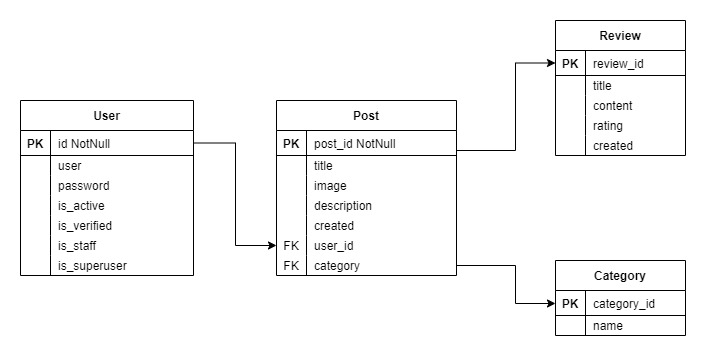 User
PK id NotNull
user
password
is_active
is_verified
is_staff
is_superuser
Post
PK post_id NotNull
title
image
description
created
FK user_id
FK category
Review
PK review_id
title
content
rating
created
Category
PK category_id
name